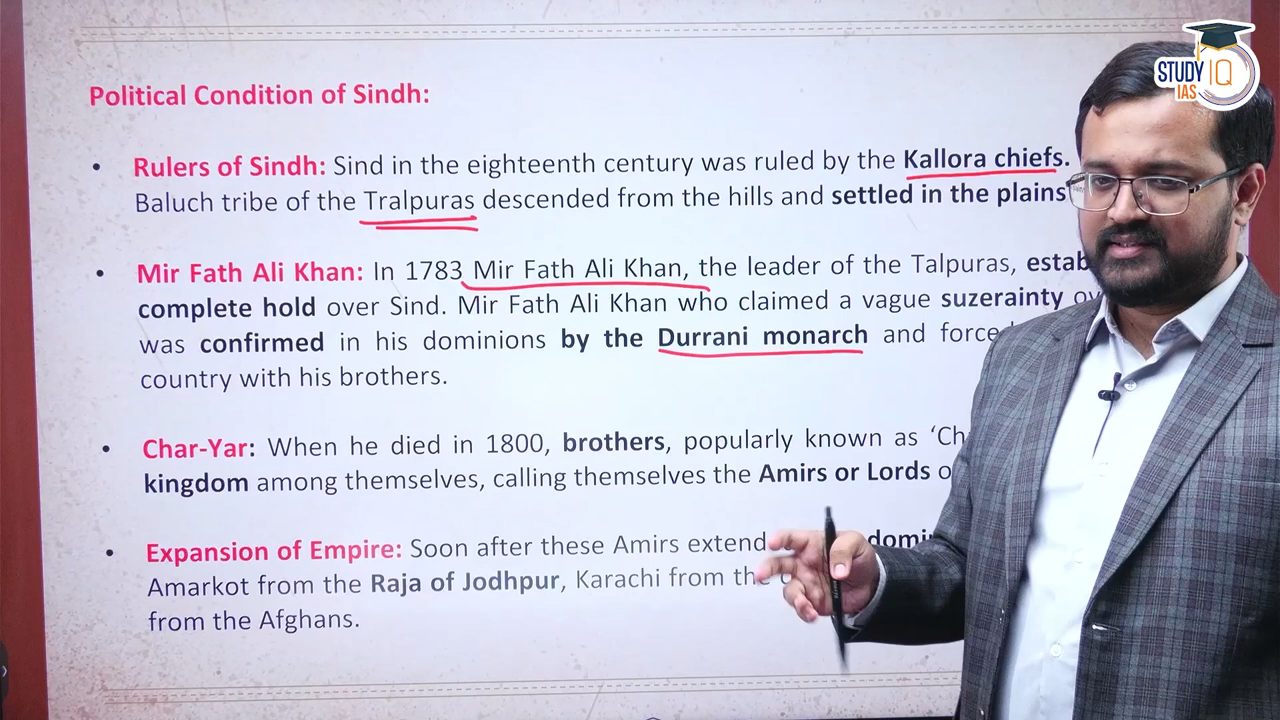 STUDY IQ
IAS
Political Condition of Sindh:
• Rulers of Sindh: Sind in the eighteenth century was ruled by the Kallora chiefs.
Baluch tribe of the Tralpuras descended from the hills and settled in the plains
• Mir Fath Ali Khan: In 1783 Mir Fath Ali Khan, the leader of the Talpuras,
complete hold over Sind. Mir Fath Ali Khan who claimed a vague suzerainty
was confirmed in his dominions by the Durrani monarch and
country with his brothers.
• Char-Yar: When he died in 1800, brothers, popularly known as
kingdom among themselves, calling themselves the Amirs or Lords
• Expansion of Empire: Soon after these Amirs
Amarkot from the Raja of Jodhpur, Karachi from
from the Afghans.